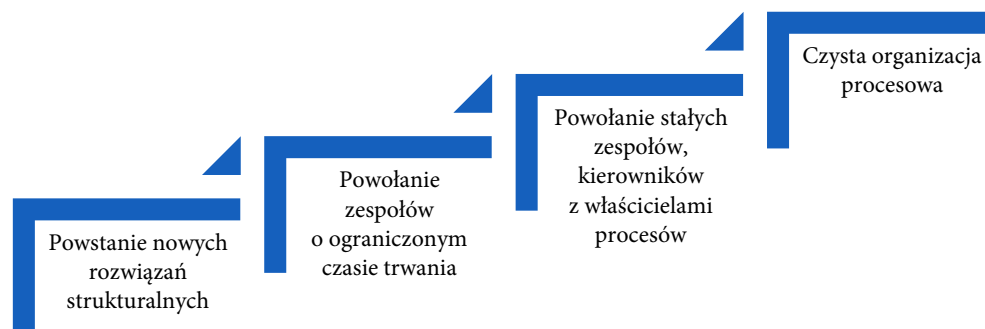 Powstanie nowych
rozwiązań
strukturalnych
Powołanie
zespołów
o ograniczonym
czasie trwania
Powołanie stałych
zespołów,
kierowników
z właścicielami
procesów
Czysta organizacja
procesowa